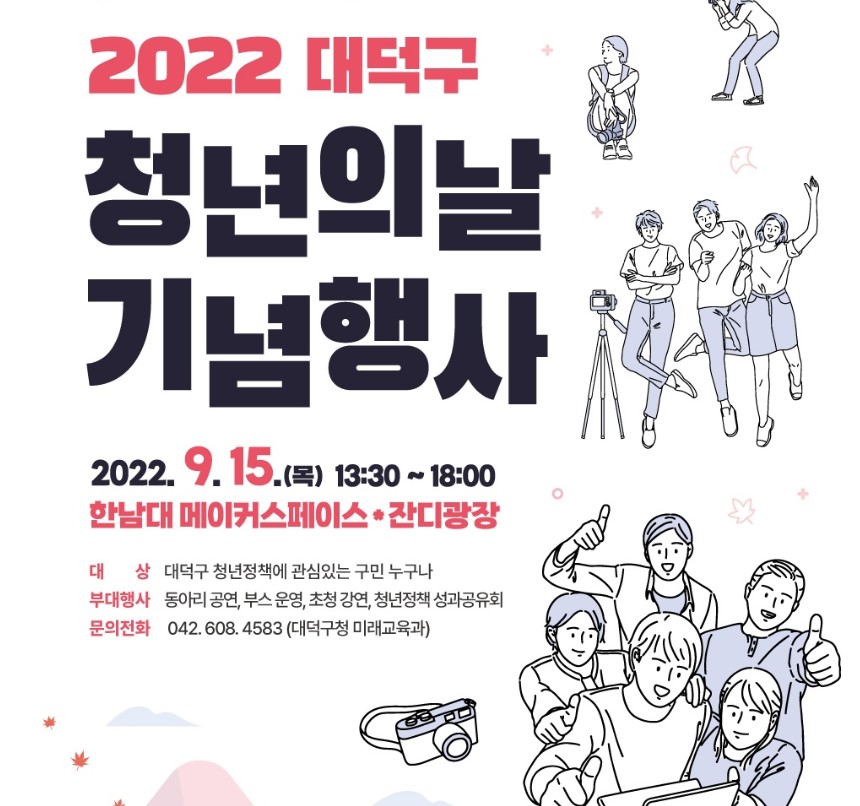 2022 대덕구
청년의날
기념행사
2022. 9. 15.(목) 13:30 ~ 18:00
한남대 메이커스페이스 * 잔디광장
대 상 대덕구 청년정책에 관심있는 구민 누구나
부대행사 동아리 공연, 부스 운영, 초청 강연, 청년정책 성과공유회
문의전화 042. 608. 4583 (대덕구청 미래교육과)